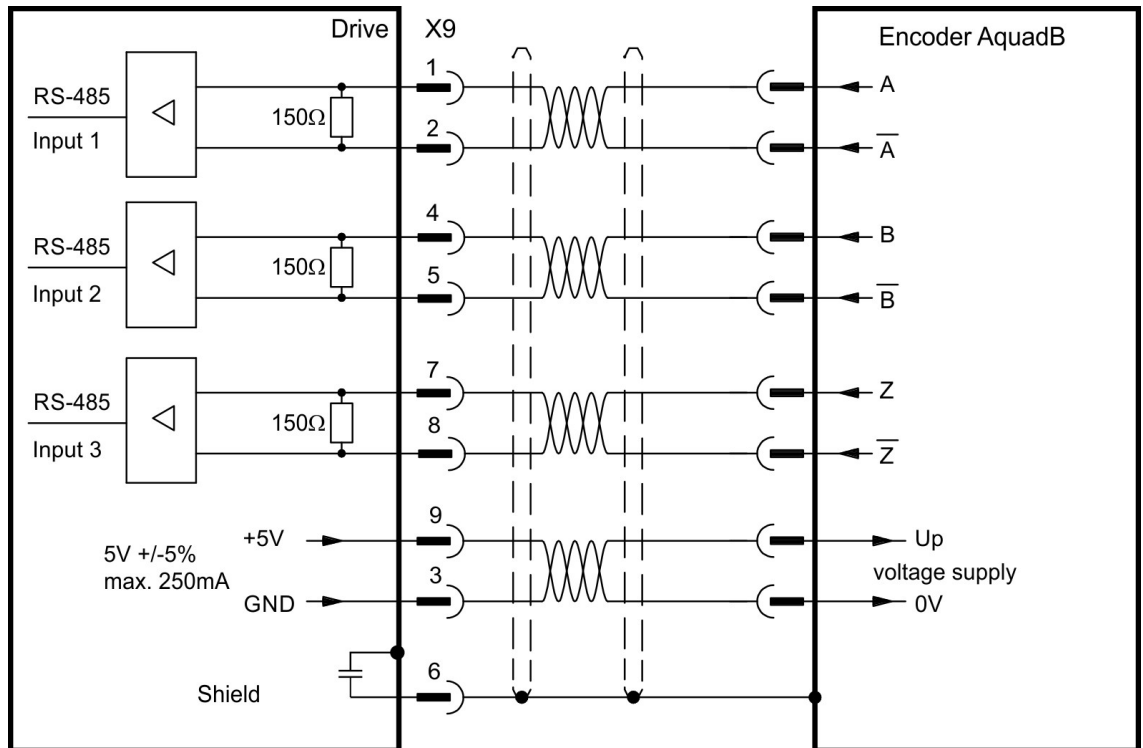 Drive X9
Encoder AquadB
1
A
RS-485
150Ω
Input 1
2
A̅
4
B
RS-485
150Ω
Input 2
5
B̅
7
Z
RS-485
150Ω
Input 3
8
Z̅
9
+5V
Up
5V +/-5%
max. 250mA
voltage supply
3
GND
0V
6
Shield